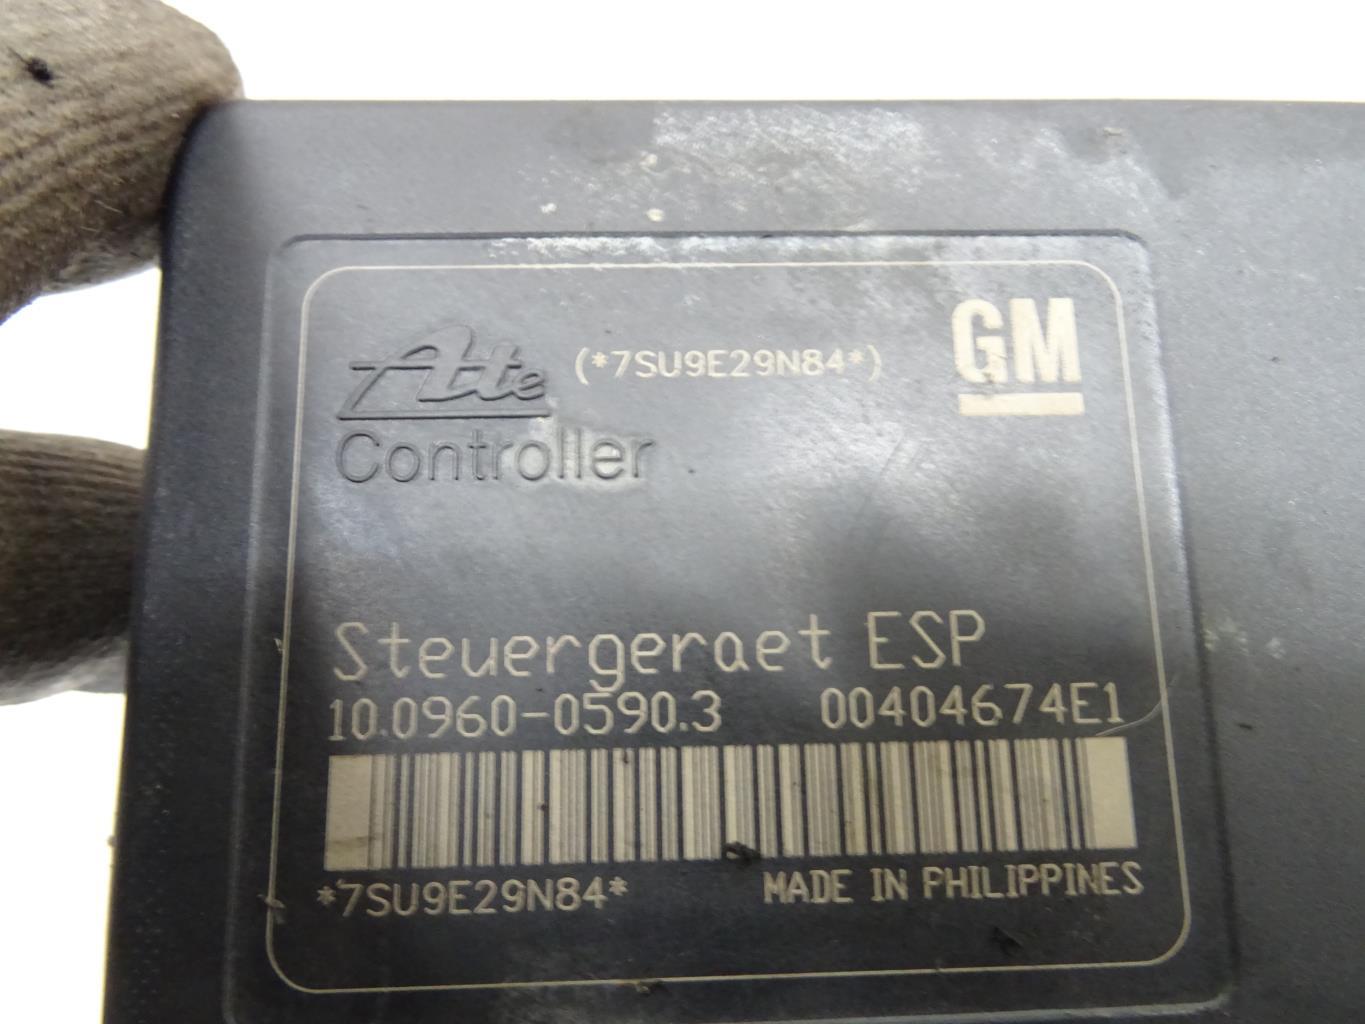 Ate (*7SU9E29N84*) GM
Controller
Steuergeraet ESP
10.0960-0590.3 00404674E1
*7SU9E29N84* MADE IN PHILIPPINES